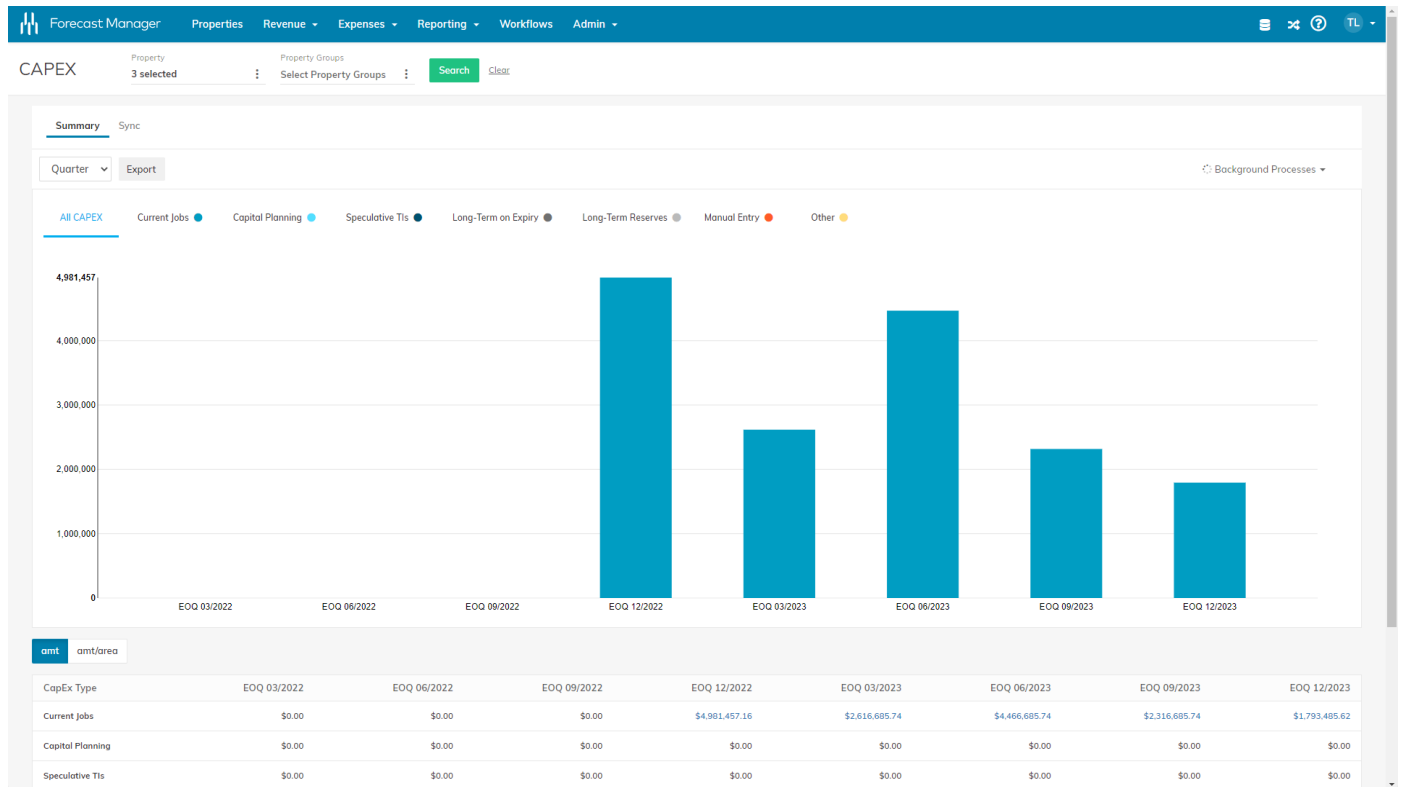 Forecast Manager Properties Revenue Expenses Reporting Workflows Admin TL
CAPEX
Property
3 selected
Property Groups
Select Property Groups
Search Clear
Summary Sync
Quarter Export Background Processes
All CAPEX Current Jobs Capital Planning Speculative TIs Long-Term on Expiry Long-Term Reserves Manual Entry Other
4,981,457
4,000,000
3,000,000
2,000,000
1,000,000
0
EOQ 03/2022 EOQ 06/2022 EOQ 09/2022 EOQ 12/2022 EOQ 03/2023 EOQ 06/2023 EOQ 09/2023 EOQ 12/2023
amt amt/area
CapEx Type EOQ 03/2022 EOQ 06/2022 EOQ 09/2022 EOQ 12/2022 EOQ 03/2023 EOQ 06/2023 EOQ 09/2023 EOQ 12/2023
Current Jobs $0.00 $0.00 $0.00 $4,981,457.16 $2,616,685.74 $4,466,685.74 $2,316,685.74 $1,793,485.62
Capital Planning $0.00 $0.00 $0.00 $0.00 $0.00 $0.00 $0.00 $0.00
Speculative TIs $0.00 $0.00 $0.00 $0.00 $0.00 $0.00 $0.00 $0.00